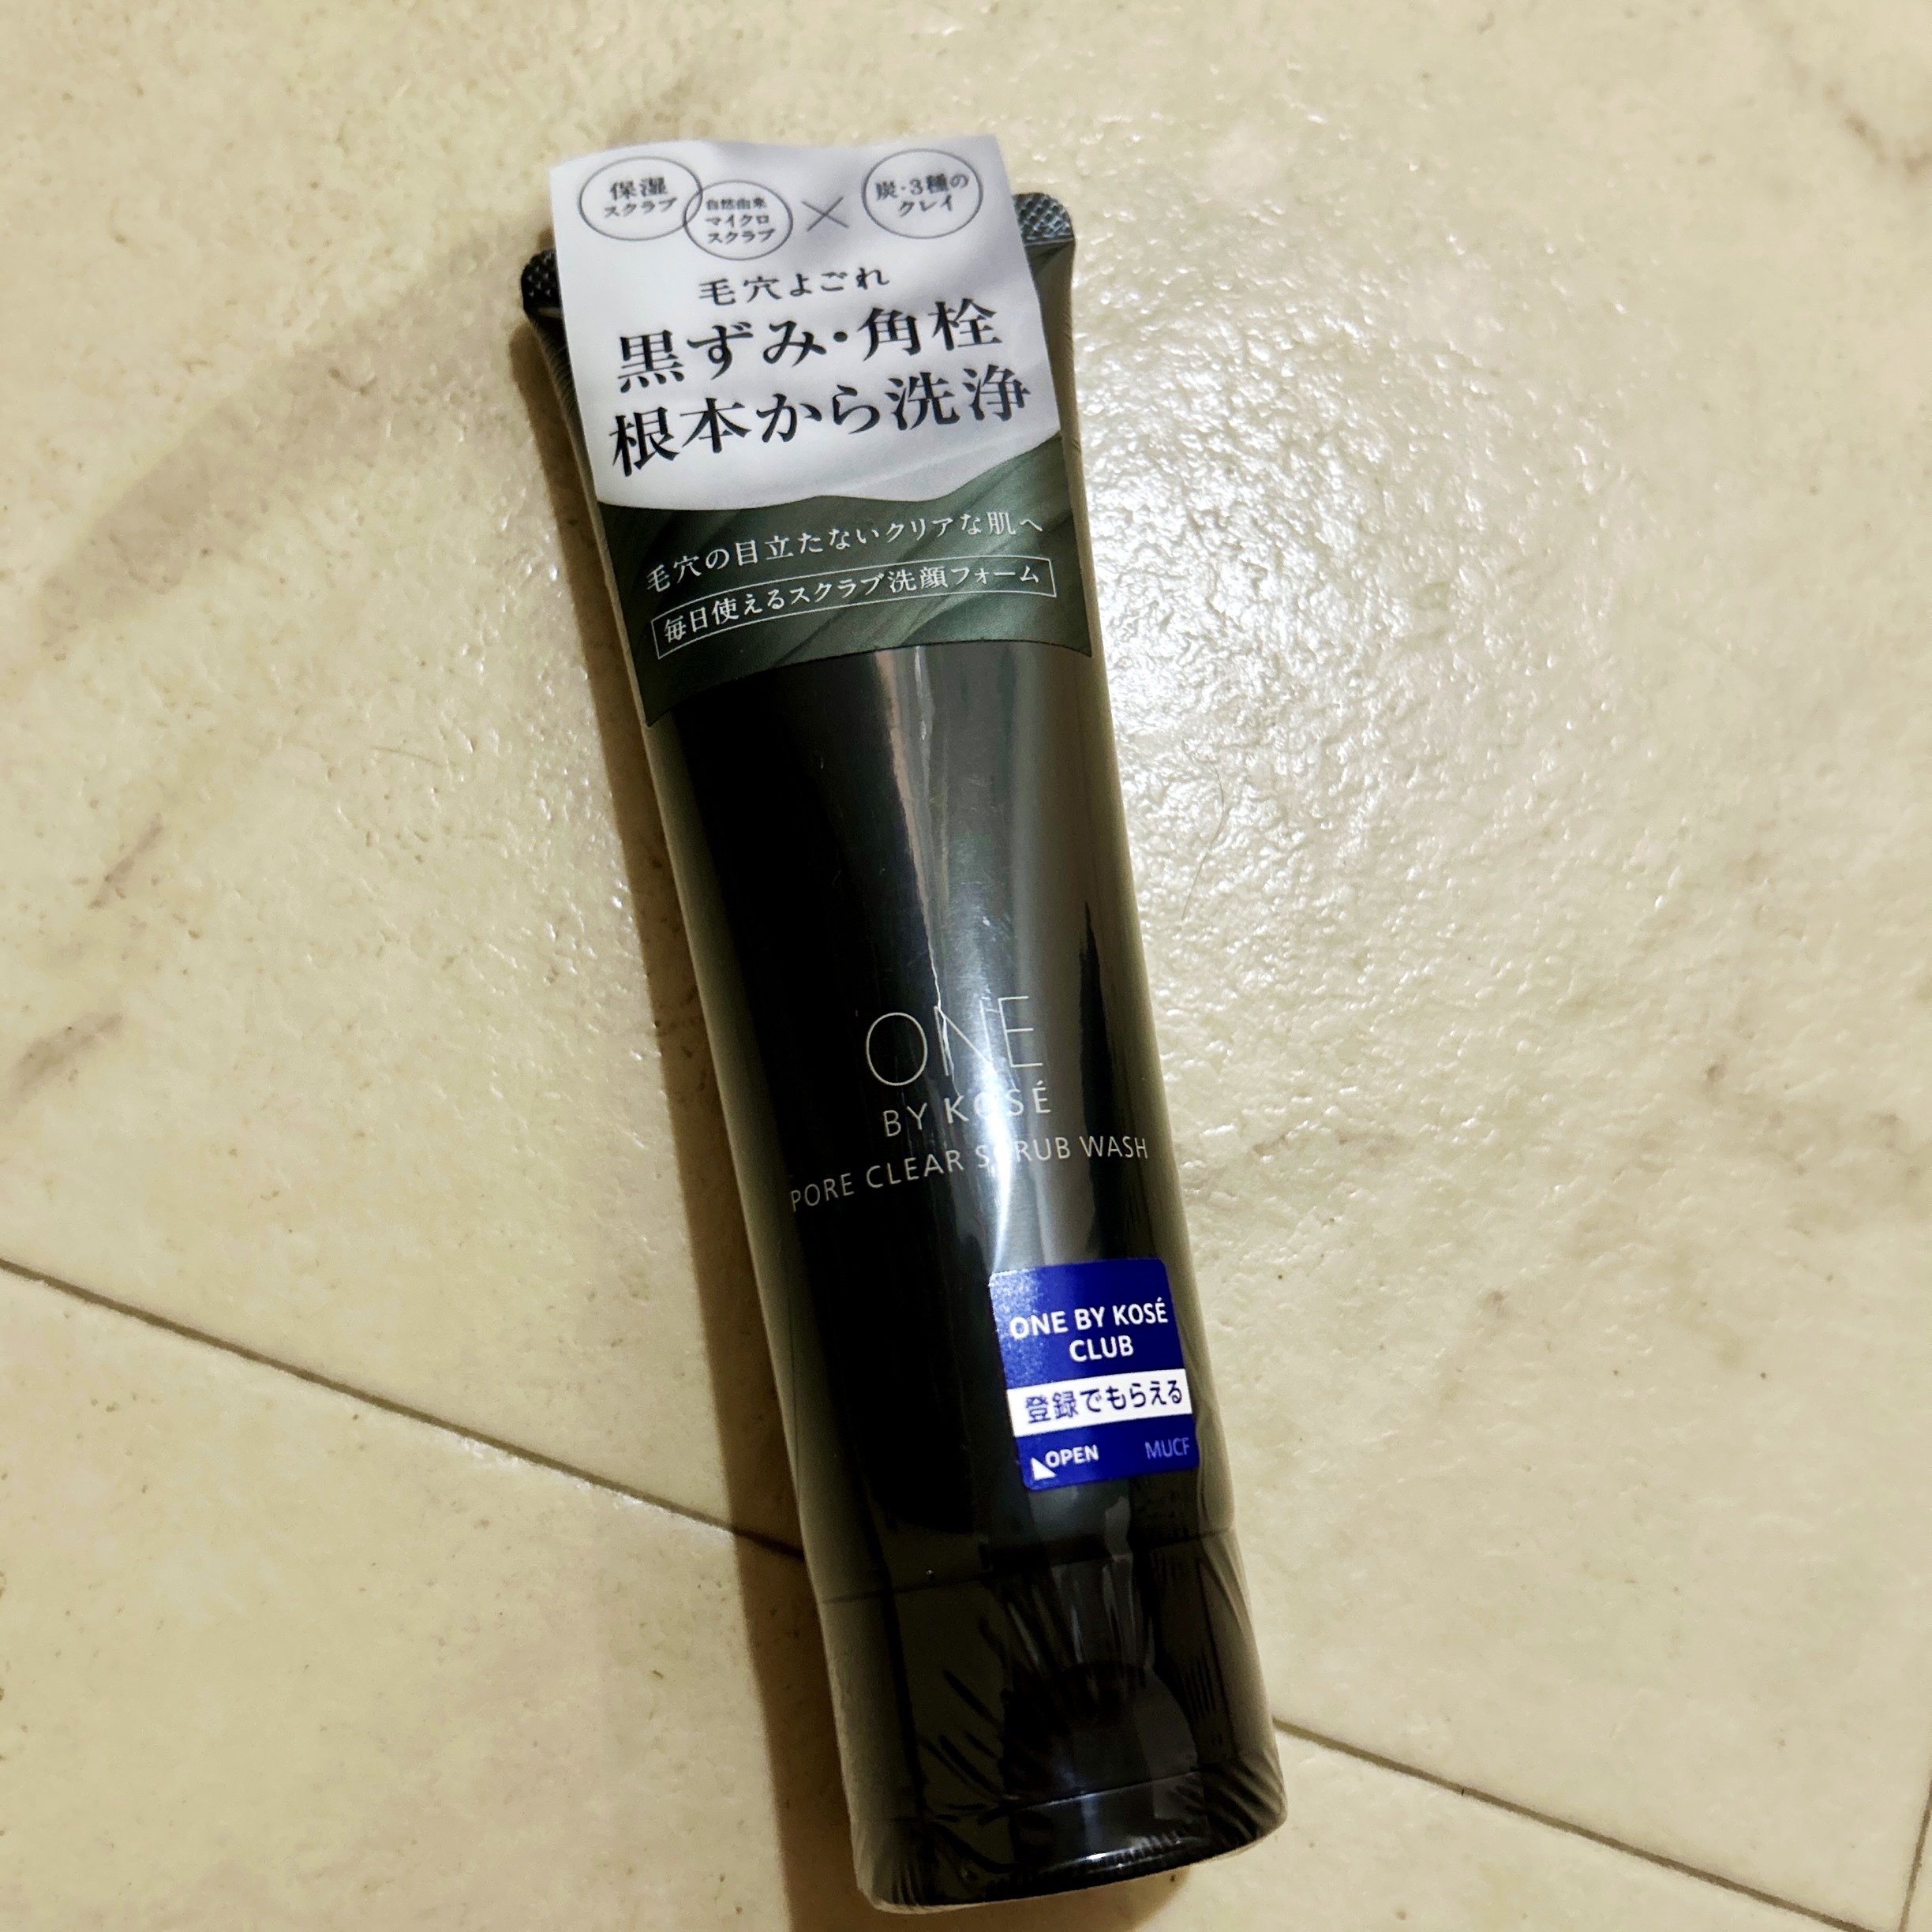 保湿
スクラブ
自然由来
マイクロ
スクラブ
×
炭・3種の
クレイ
毛穴よごれ
黒ずみ・角栓
根本から洗浄
毛穴の目立たないクリアな肌へ
毎日使えるスクラブ洗顔フォーム
ONE
BY KOSÉ
PORE CLEAR SCRUB WASH
ONE BY KOSÉ
CLUB
登録でもらえる
OPEN MUCF